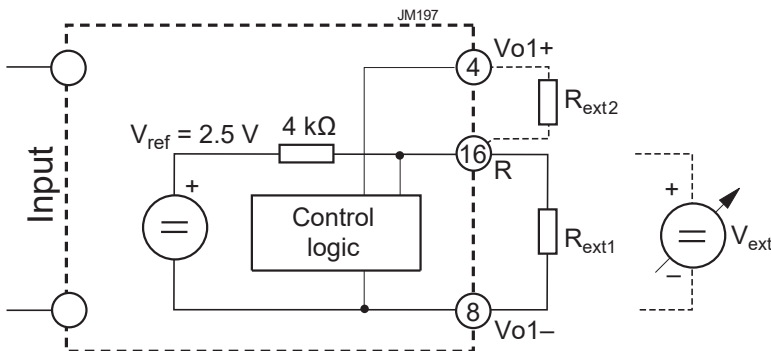 JM197
Vo1+
4
Rext2
Vref = 2.5 V
4 kΩ
16
R
+
+
Input
Control
logic
Rext1
Vext
–
8
Vo1–